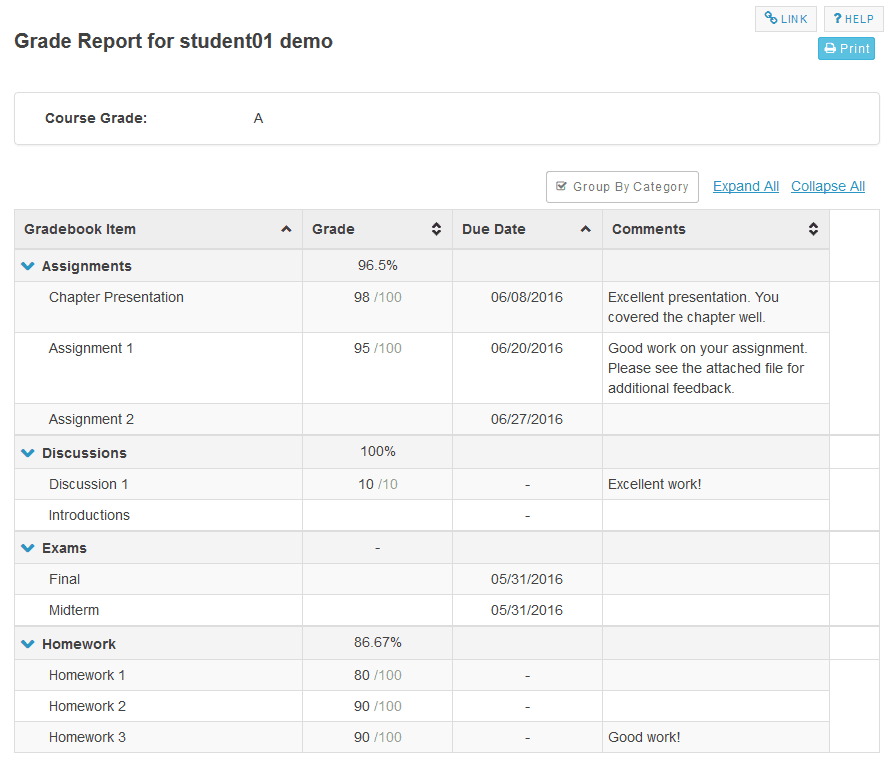 LINK
? HELP
Grade Report for student01 demo
Print
Course Grade: A
Group By Category Expand All Collapse All
Gradebook Item Grade Due Date Comments
Assignments 96.5%
Chapter Presentation 98 /100 06/08/2016 Excellent presentation. You
covered the chapter well.
Assignment 1 95 /100 06/20/2016 Good work on your assignment.
Please see the attached file for
additional feedback.
Assignment 2 06/27/2016
Discussions 100%
Discussion 1 10 /10 - Excellent work!
Introductions -
Exams -
Final 05/31/2016
Midterm 05/31/2016
Homework 86.67%
Homework 1 80 /100 -
Homework 2 90 /100 -
Homework 3 90 /100 - Good work!